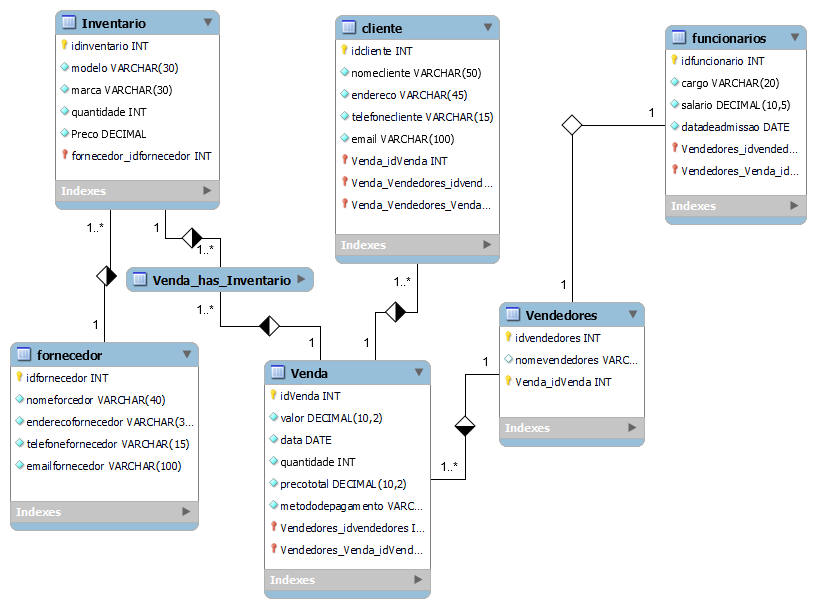 Inventario
idinventario INT
modelo VARCHAR(30)
marca VARCHAR(30)
quantidade INT
Preco DECIMAL
fornecedor_idfornecedor INT
Indexes
cliente
idcliente INT
nomecliente VARCHAR(50)
endereco VARCHAR(45)
telefonecliente VARCHAR(15)
email VARCHAR(100)
Venda_idVenda INT
Venda_Vendedores_idvend...
Venda_Vendedores_Venda...
Indexes
funcionarios
idfuncionario INT
cargo VARCHAR(20)
salario DECIMAL(10,5)
datadeadmissao DATE
Vendedores_idvended...
Vendedores_Venda_id...
Indexes
1..*
1
1..*
1
Venda_has_Inventario
1..*
1
1..*
1
1
1
fornecedor
idfornecedor INT
nomeforcedor VARCHAR(40)
enderecofornecedor VARCHAR(3...
telefonefornecedor VARCHAR(15)
emailfornecedor VARCHAR(100)
Indexes
Venda
idVenda INT
valor DECIMAL(10,2)
data DATE
quantidade INT
precototal DECIMAL(10,2)
metododepagamento VARC...
Vendedores_idvendedores I...
Vendedores_Venda_idVend...
Indexes
1
1..*
Vendedores
idvendedores INT
nomevendedores VARC...
Venda_idVenda INT
Indexes